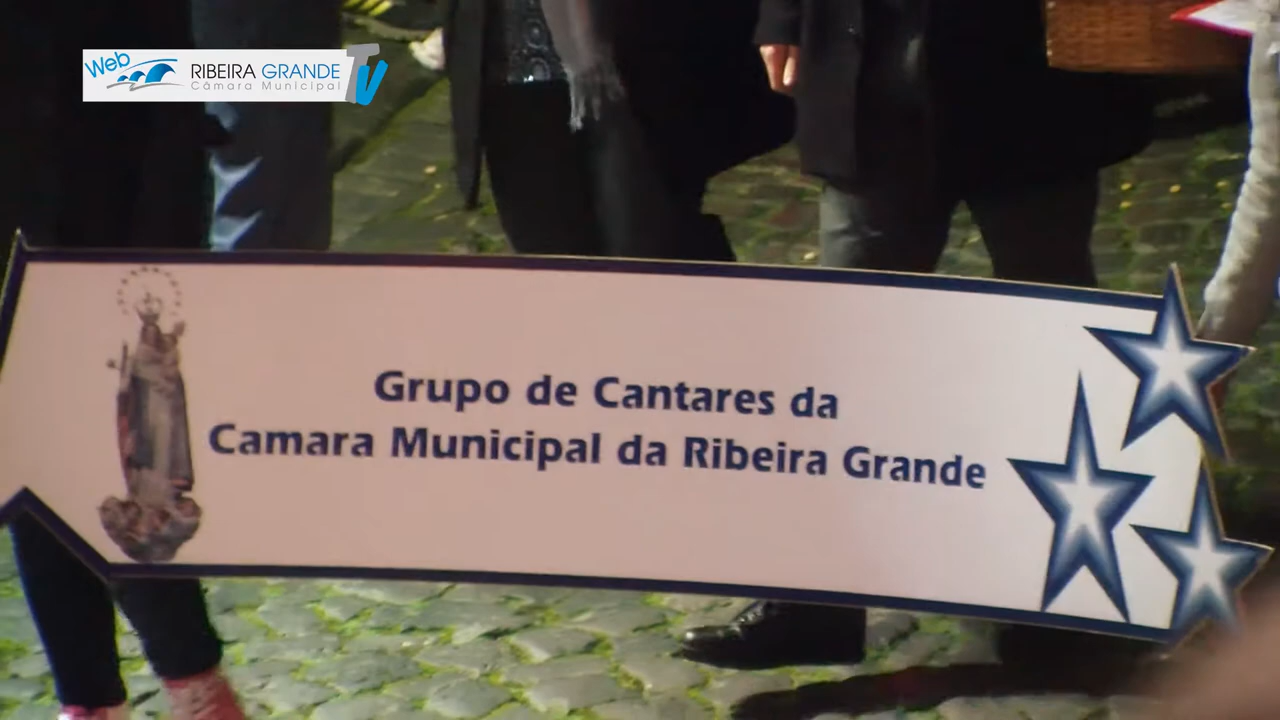 Web
RIBEIRA GRANDE TV
Câmara Municipal
Grupo de Cantares da
Camara Municipal da Ribeira Grande